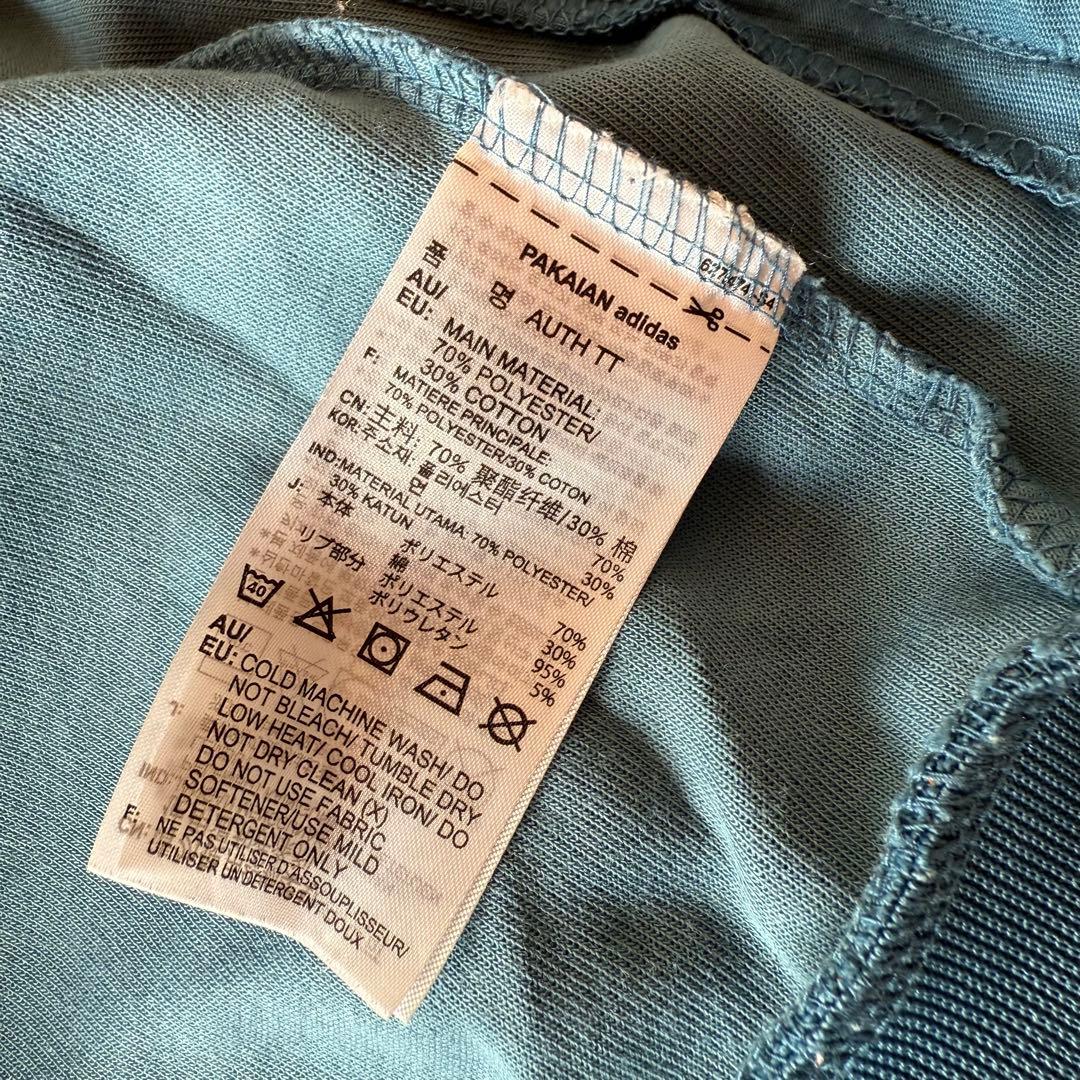 PAKAIAN adidas
품 명 AUTH TT
AU/
EU: MAIN MATERIAL:
70% POLYESTER/
30% COTTON
F: MATIERE PRINCIPALE:
70% POLYESTER/30% COTON
CN: 主料: 70% 聚酯纤维/30% 棉
KOR:주소재: 폴리에스터 70%
면 30%
IND:MATERIAL UTAMA: 70% POLYESTER/
30% KATUN
J: 本体 ポリエステル 70%
綿 30%
リブ部分 ポリエステル 95%
ポリウレタン 5%
40
AU/
EU: COLD MACHINE WASH/ DO
NOT BLEACH/ TUMBLE DRY
LOW HEAT/ COOL IRON/ DO
NOT DRY CLEAN (X)
DO NOT USE FABRIC
SOFTENER/USE MILD
DETERGENT ONLY
F: NE PAS UTILISER D'ASSOUPLISSEUR/
UTILISER UN DETERGENT DOUX